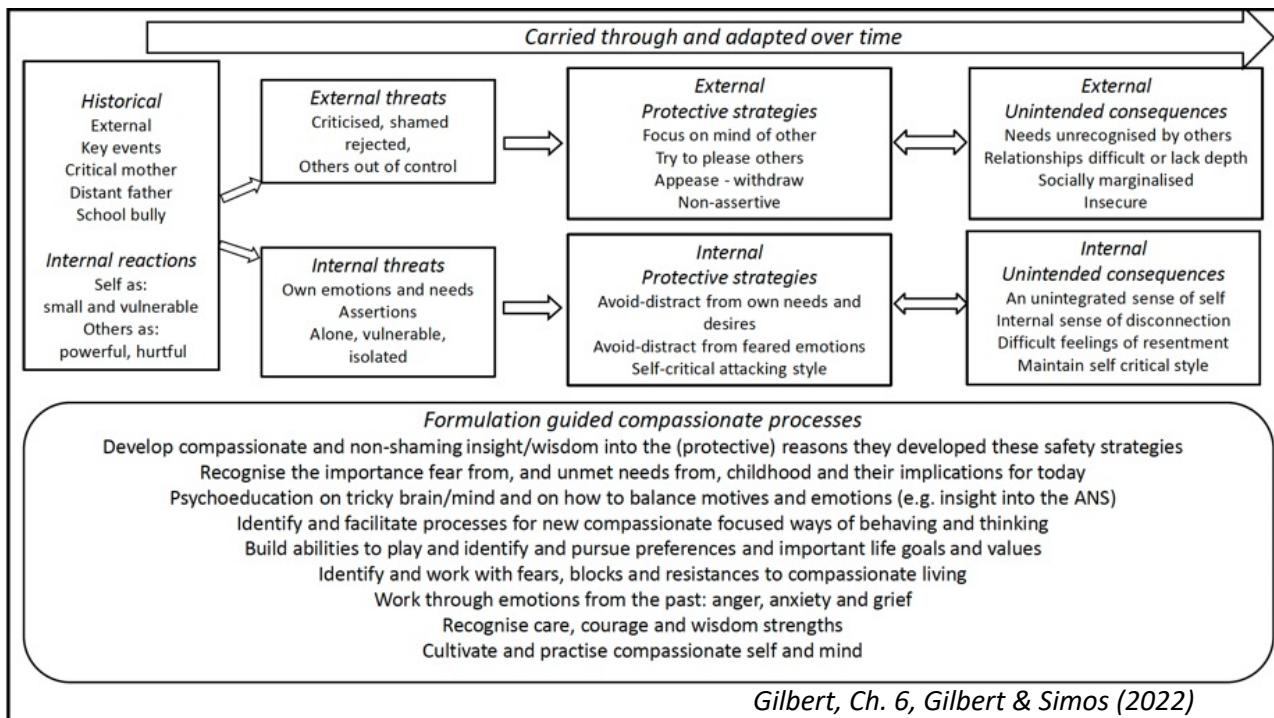 Carried through and adapted over time
Historical
External
Key events
Critical mother
Distant father
School bully
Internal reactions
Self as:
small and vulnerable
Others as:
powerful, hurtful
External threats
Criticised, shamed
rejected,
Others out of control
External
Protective strategies
Focus on mind of other
Try to please others
Appease - withdraw
Non-assertive
External
Unintended consequences
Needs unrecognised by others
Relationships difficult or lack depth
Socially marginalised
Insecure
Internal threats
Own emotions and needs
Assertions
Alone, vulnerable,
isolated
Internal
Protective strategies
Avoid-distract from own needs and
desires
Avoid-distract from feared emotions
Self-critical attacking style
Internal
Unintended consequences
An unintegrated sense of self
Internal sense of disconnection
Difficult feelings of resentment
Maintain self critical style
Formulation guided compassionate processes
Develop compassionate and non-shaming insight/wisdom into the (protective) reasons they developed these safety strategies
Recognise the importance fear from, and unmet needs from, childhood and their implications for today
Psychoeducation on tricky brain/mind and on how to balance motives and emotions (e.g. insight into the ANS)
Identify and facilitate processes for new compassionate focused ways of behaving and thinking
Build abilities to play and identify and pursue preferences and important life goals and values
Identify and work with fears, blocks and resistances to compassionate living
Work through emotions from the past: anger, anxiety and grief
Recognise care, courage and wisdom strengths
Cultivate and practise compassionate self and mind
Gilbert, Ch. 6, Gilbert & Simos (2022)